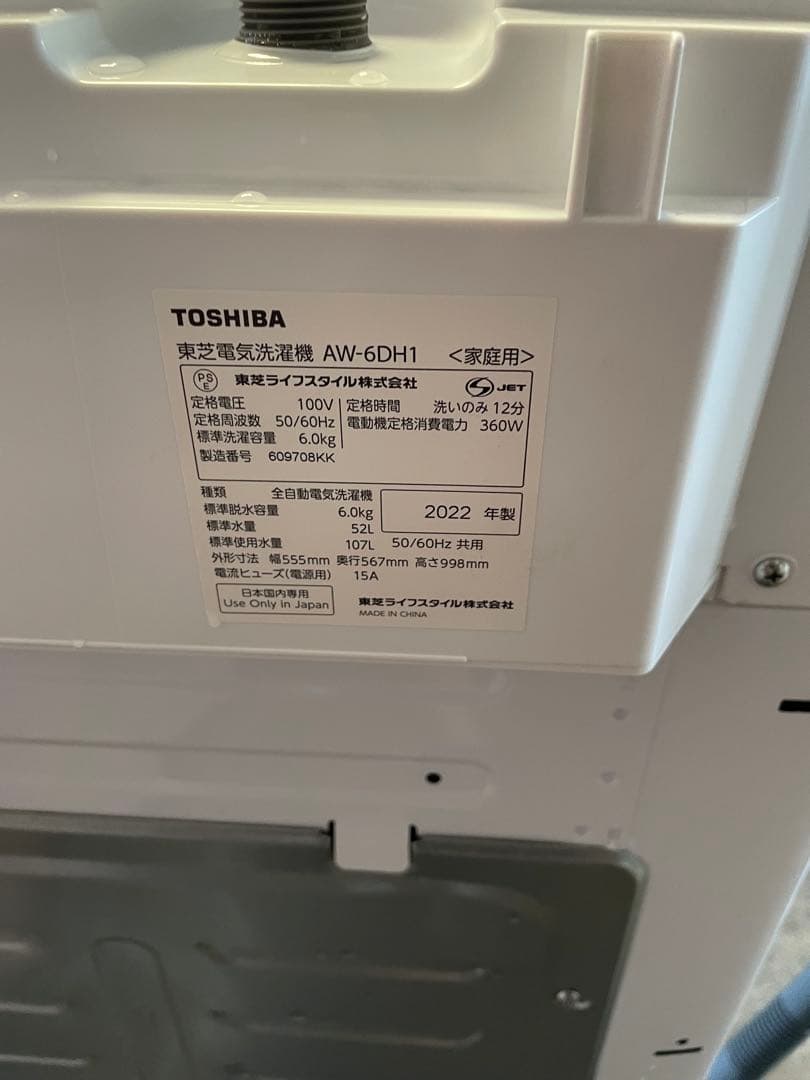 TOSHIBA
東芝電気洗濯機 AW-6DH1 <家庭用>
PS E 東芝ライフスタイル株式会社 S JET
定格電圧 100V 定格時間 洗いのみ 12分
定格周波数 50/60Hz 電動機定格消費電力 360W
標準洗濯容量 6.0kg
製造番号 609708KK
種類 全自動電気洗濯機
標準脱水容量 6.0kg 2022 年製
標準水量 52L
標準使用水量 107L 50/60Hz 共用
外形寸法 幅555mm 奥行567mm 高さ998mm
電流ヒューズ(電源用) 15A
日本国内専用
Use Only in Japan
東芝ライフスタイル株式会社
MADE IN CHINA